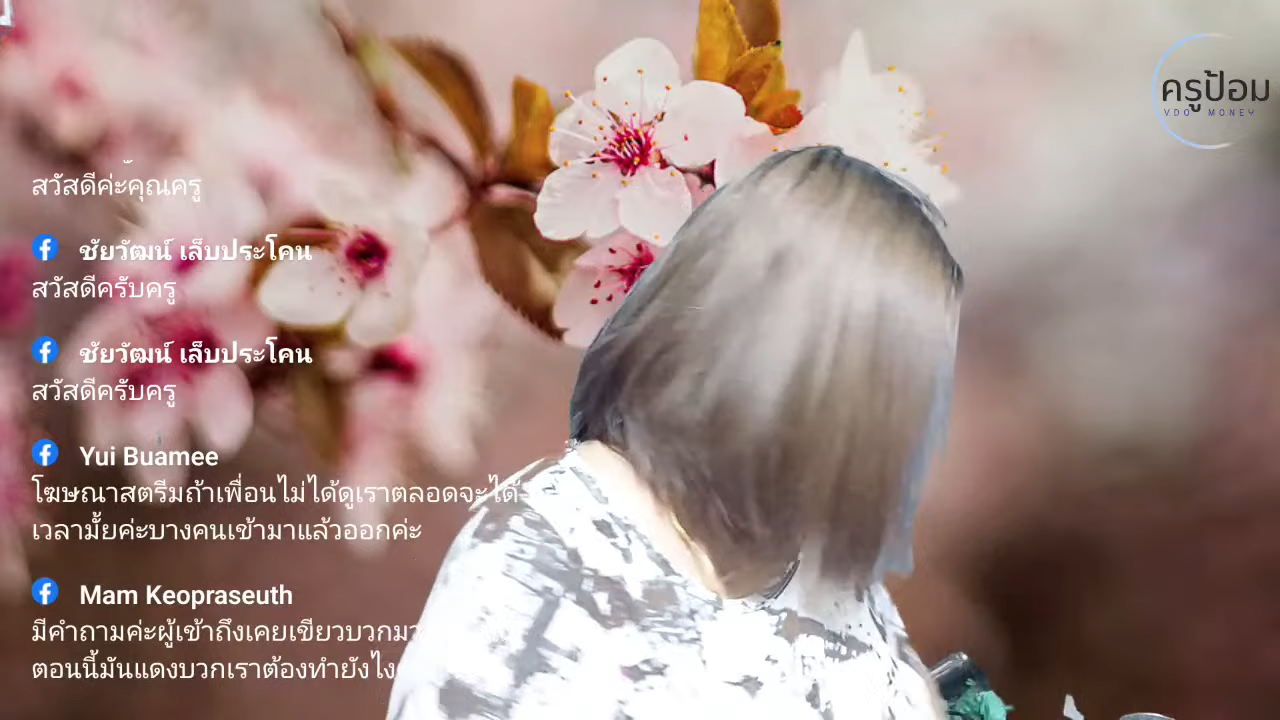 ครูป้อม
VDO MONEY
สวัสดีค่ะคุณครู
ชัยวัฒน์ เล็บประโคน
สวัสดีครับครู
ชัยวัฒน์ เล็บประโคน
สวัสดีครับครู
Yui Buamee
โฆษณาสตรีมถ้าเพื่อนไม่ได้ดูเราตลอดจะได้
เวลามั้ยค่ะบางคนเข้ามาแล้วออกค่ะ
Mam Keopraseuth
มีคำถามค่ะผู้เข้าถึงเคยเขียวบวกมา
ตอนนี้มันแดงบวกเราต้องทำยังไง